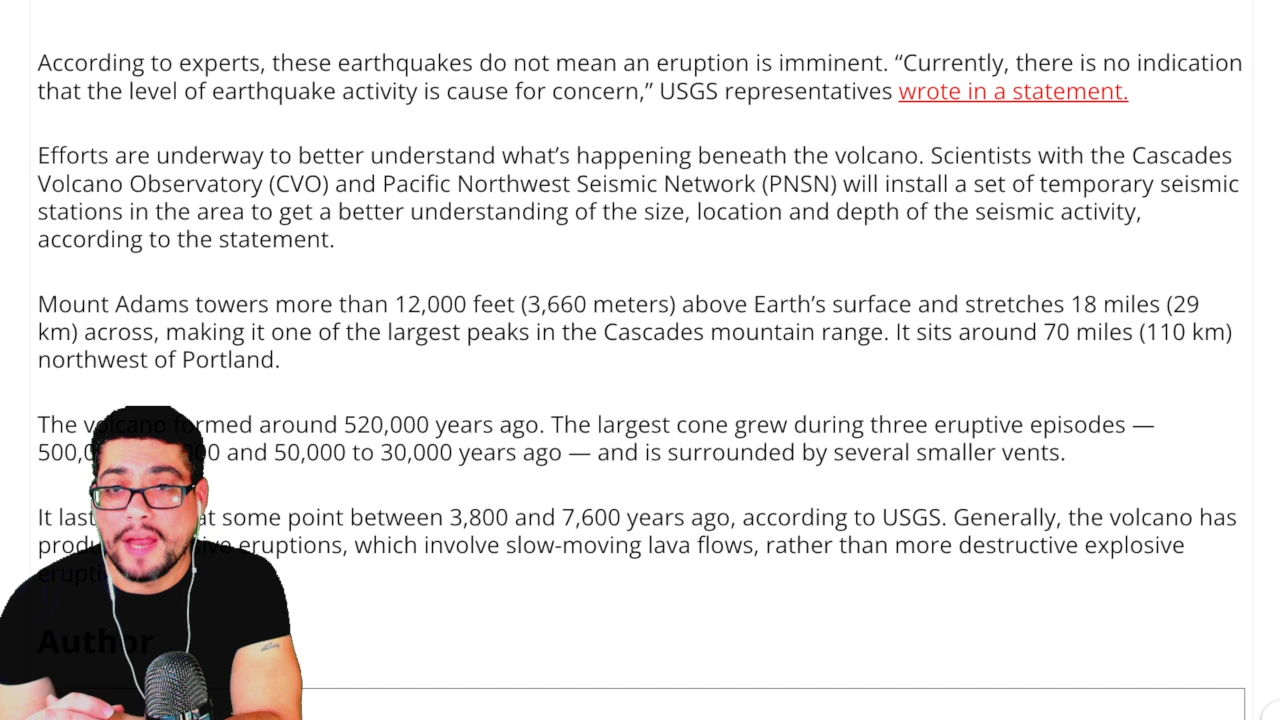 According to experts, these earthquakes do not mean an eruption is imminent. “Currently, there is no indication
that the level of earthquake activity is cause for concern,” USGS representatives wrote in a statement.
Efforts are underway to better understand what’s happening beneath the volcano. Scientists with the Cascades
Volcano Observatory (CVO) and Pacific Northwest Seismic Network (PNSN) will install a set of temporary seismic
stations in the area to get a better understanding of the size, location and depth of the seismic activity,
according to the statement.
Mount Adams towers more than 12,000 feet (3,660 meters) above Earth’s surface and stretches 18 miles (29
km) across, making it one of the largest peaks in the Cascades mountain range. It sits around 70 miles (110 km)
northwest of Portland.
The volcano formed around 520,000 years ago. The largest cone grew during three eruptive episodes —
and 50,000 to 30,000 years ago — and is surrounded by several smaller vents.
It last at some point between 3,800 and 7,600 years ago, according to USGS. Generally, the volcano has
eruptions, which involve slow-moving lava flows, rather than more destructive explosive
Author